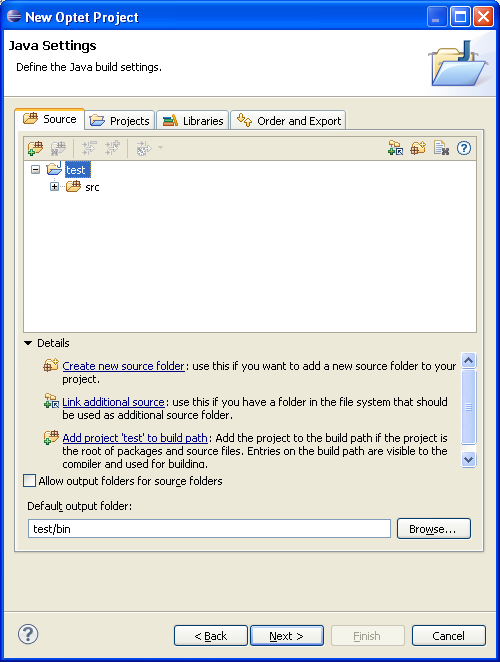 New Optet Project
Java Settings
Define the Java build settings.
Source
Projects
Libraries
Order and Export
test
src
Details
Create new source folder: use this if you want to add a new source folder to your
project.
Link additional source: use this if you have a folder in the file system that should
be used as additional source folder.
Add project 'test' to build path: Add the project to the build path if the project is
the root of packages and source files. Entries on the build path are visible to the
compiler and used for building.
Allow output folders for source folders
Default output folder:
test/bin
Browse...
< Back
Next >
Finish
Cancel